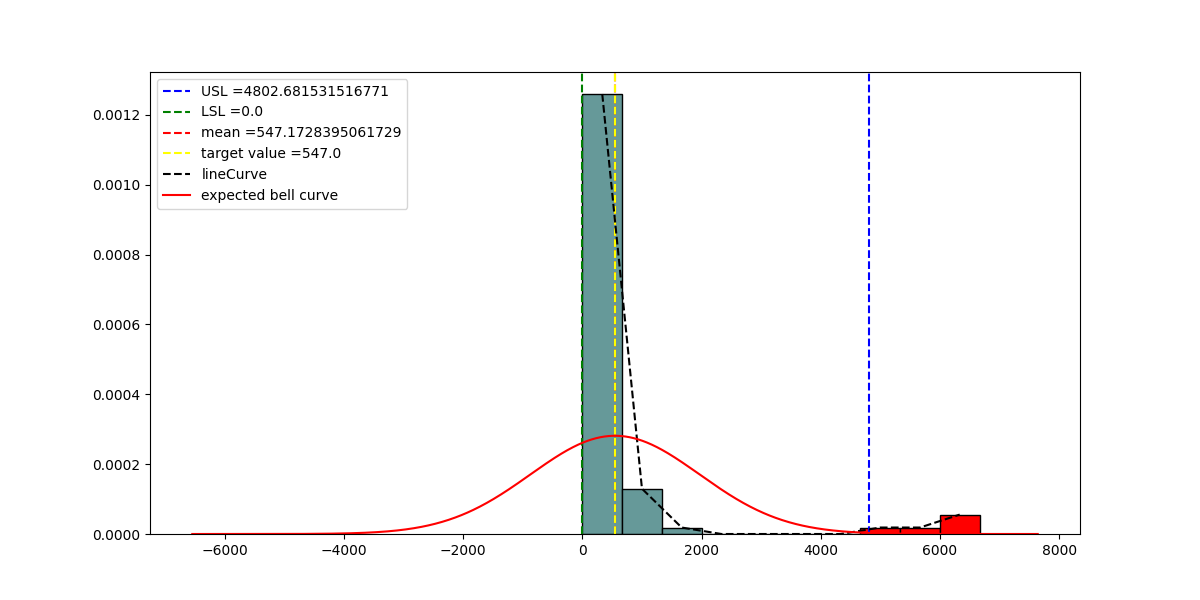 USL =4802.681531516771
LSL =0.0
mean =547.1728395061729
target value =547.0
lineCurve
expected bell curve
0.0012
0.0010
0.0008
0.0006
0.0004
0.0002
0.0000
−6000 −4000 −2000 0 2000 4000 6000 8000